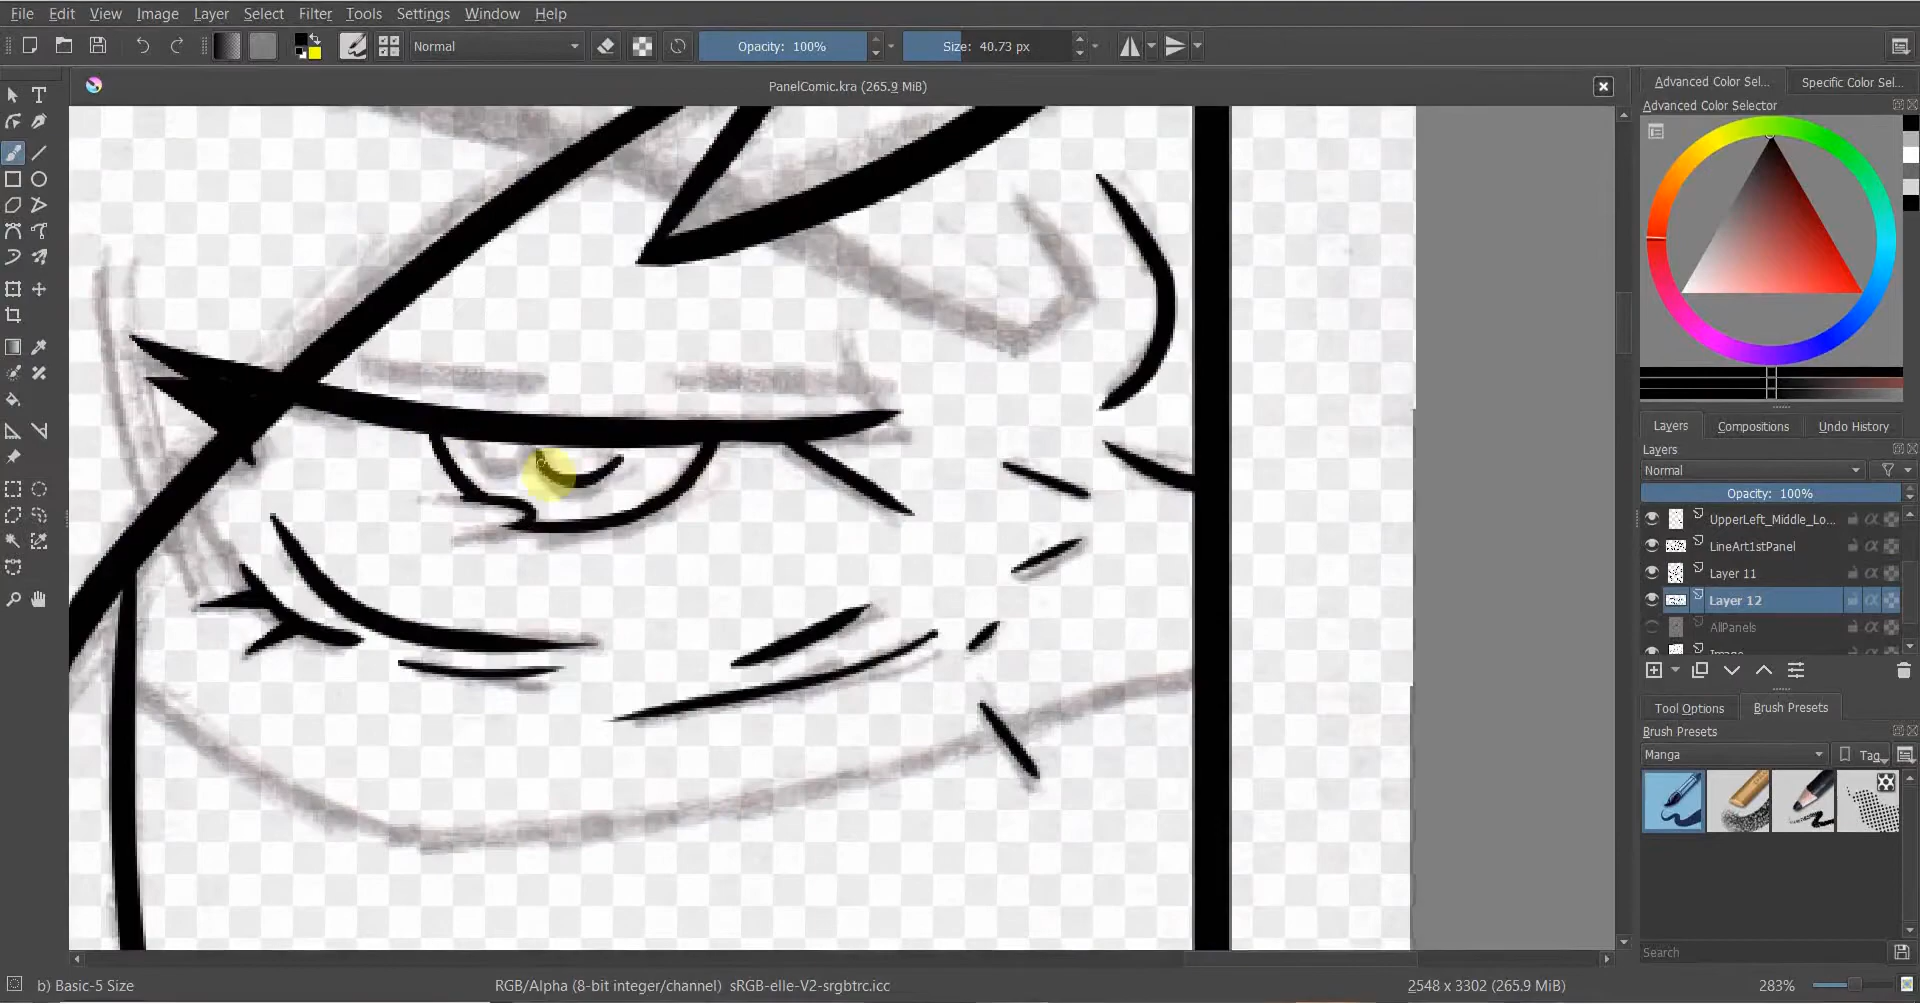 File Edit View Image Layer Select Filter Tools Settings Window Help
Normal Opacity: 100% Size: 40.73 px
PanelComic.kra (265.9 MiB)
Advanced Color Sel... Specific Color Sel...
Advanced Color Selector
Layers Compositions Undo History
Layers
Normal
Opacity: 100%
UpperLeft_Middle_Lo...
LineArt1stPanel
Layer 11
Layer 12
AllPanels
Tool Options Brush Presets
Brush Presets
Manga Tag
Search
b) Basic-5 Size RGB/Alpha (8-bit integer/channel) sRGB-elle-V2-srgbtrc.icc 2548 x 3302 (265.9 MiB) 283%